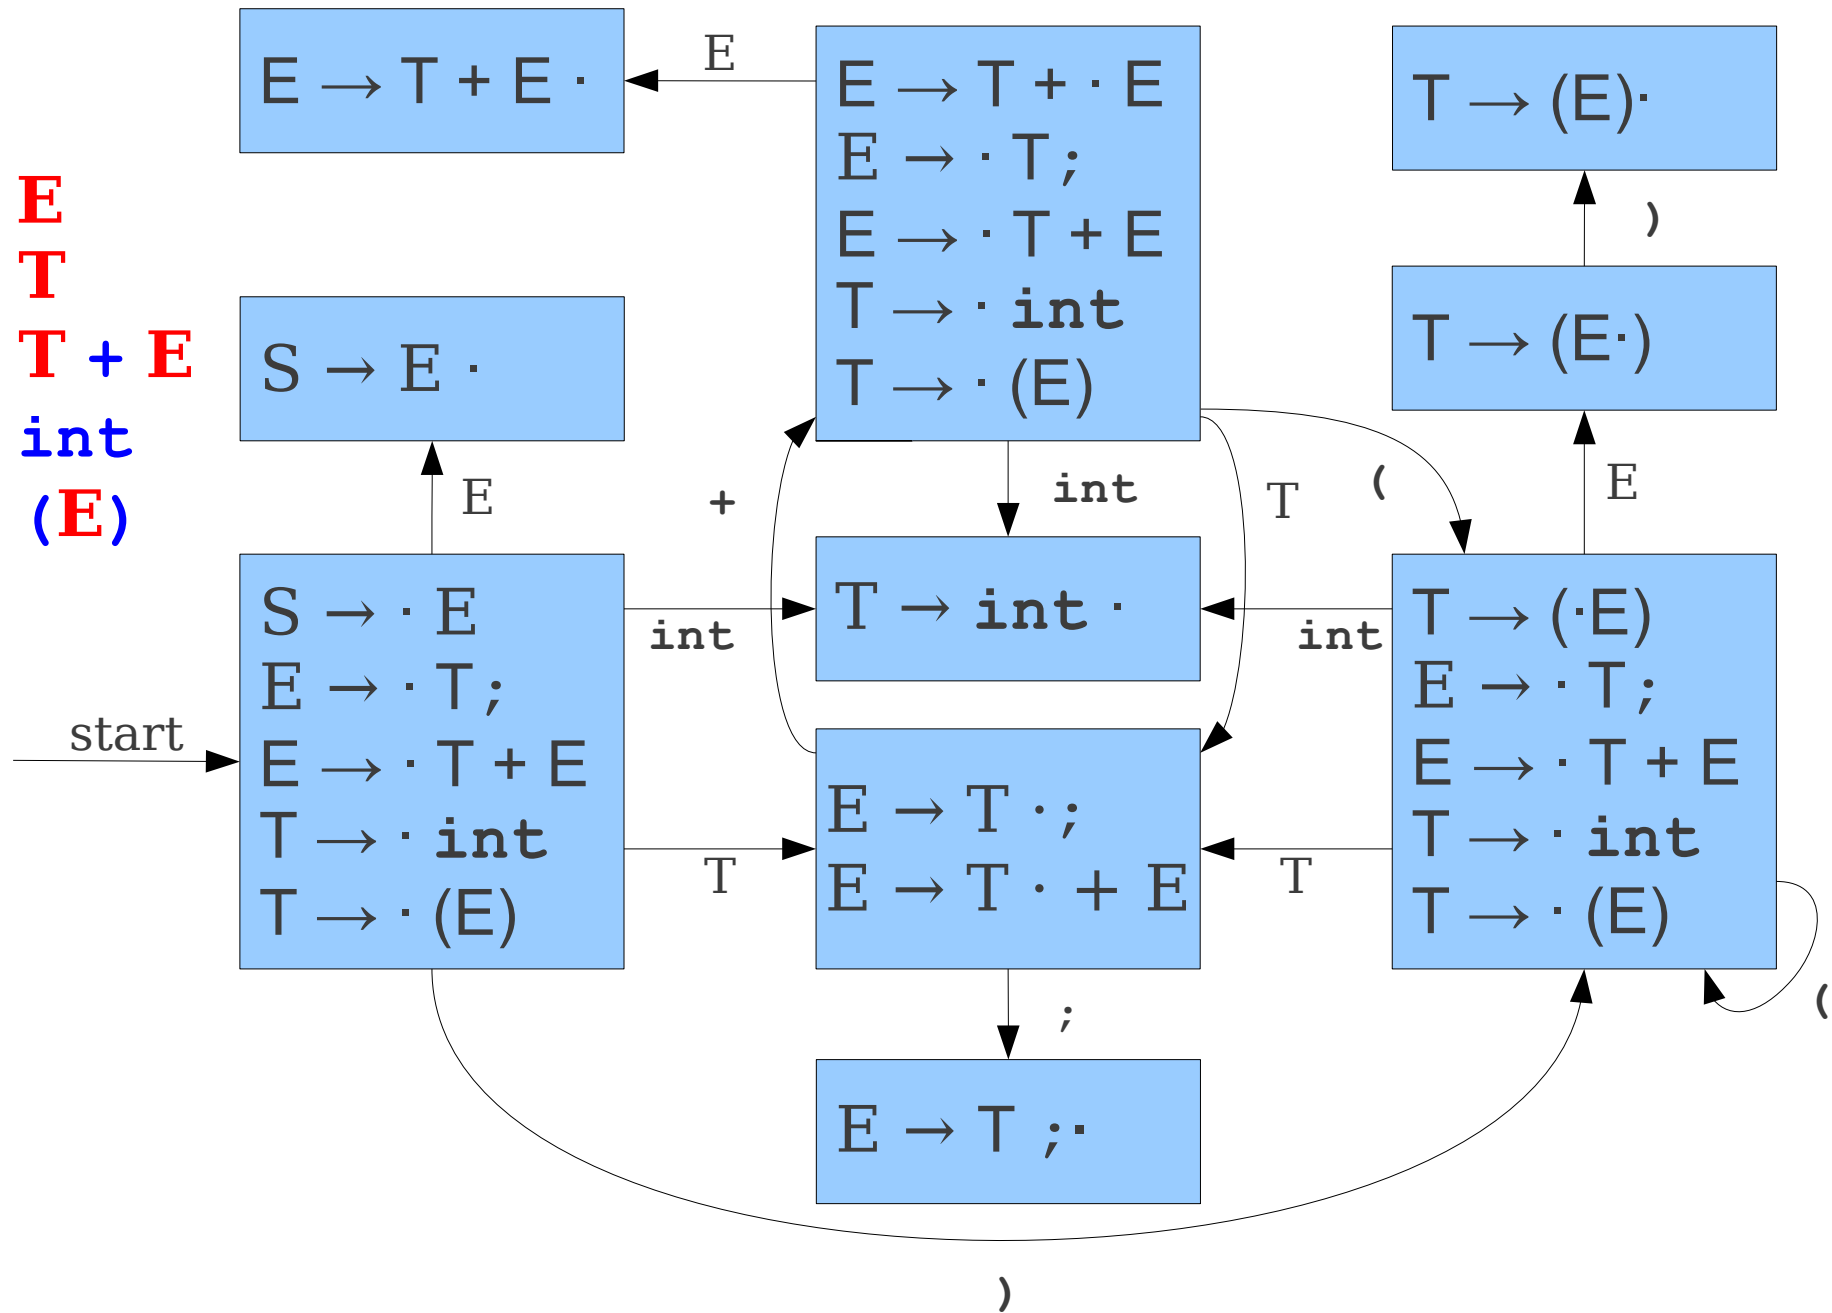 E
T
T + E
int
(E)
E → T + E ·
E
E → T + · E
E → · T ;
E → · T + E
T → · int
T → · (E)
T → (E)·
)
T → (E·)
S → E ·
E
+
int
T
(
E
start
S → · E
E → · T ;
E → · T + E
T → · int
T → · (E)
int
T → int ·
int
T → (·E)
E → · T ;
E → · T + E
T → · int
T → · (E)
T
E → T · ;
E → T · + E
T
(
;
E → T ;·
)